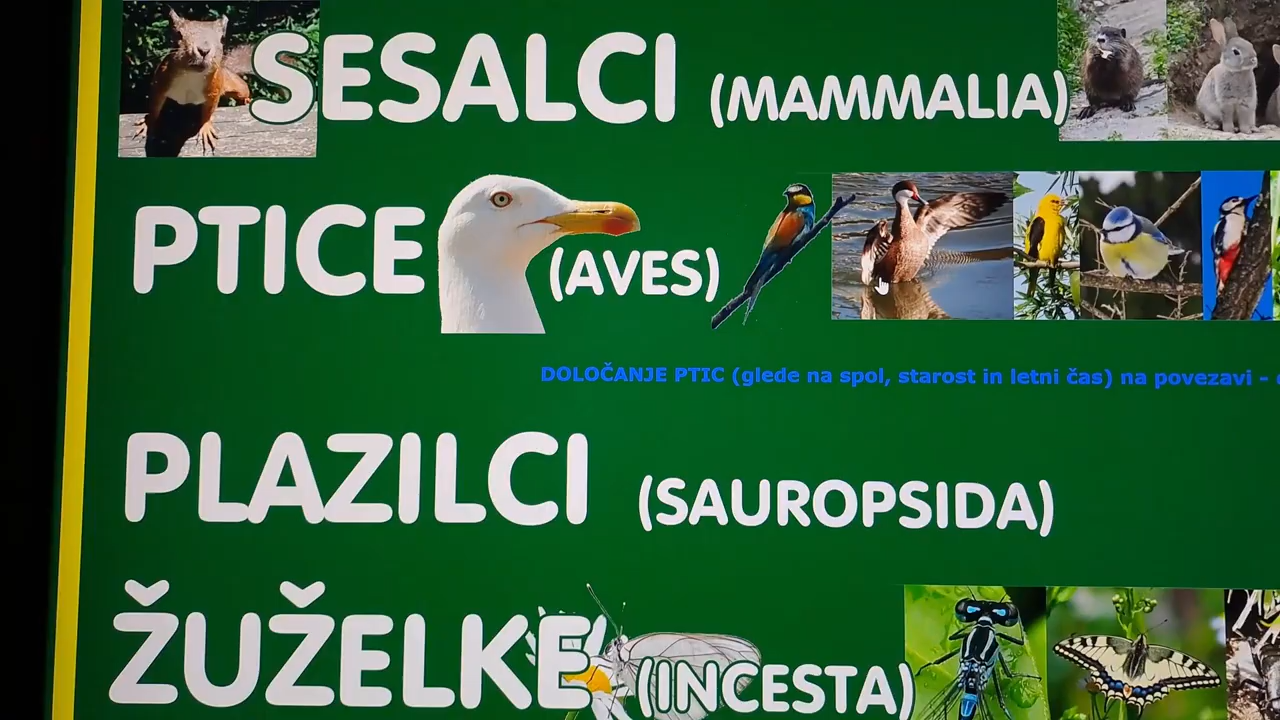 SESALCI (MAMMALIA)
PTICE (AVES)
DOLOČANJE PTIC (glede na spol, starost in letni čas) na povezavi -
PLAZILCI (SAUROPSIDA)
ŽUŽELKE (INCESTA)